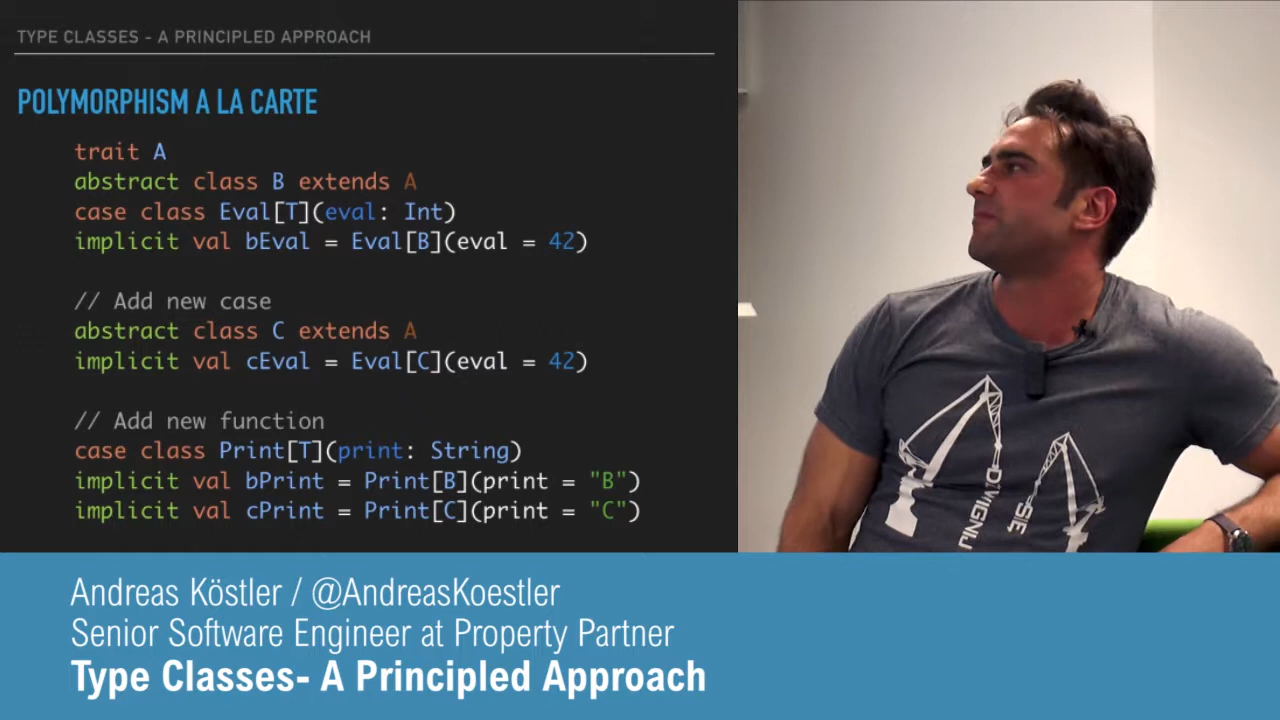 TYPE CLASSES - A PRINCIPLED APPROACH
POLYMORPHISM A LA CARTE
trait A
abstract class B extends A
case class Eval[T](eval: Int)
implicit val bEval = Eval[B](eval = 42)
// Add new case
abstract class C extends A
implicit val cEval = Eval[C](eval = 42)
// Add new function
case class Print[T](print: String)
implicit val bPrint = Print[B](print = "B")
implicit val cPrint = Print[C](print = "C")
DŹWIGNIJ
SIĘ
Andreas Köstler / @AndreasKoestler
Senior Software Engineer at Property Partner
Type Classes- A Principled Approach